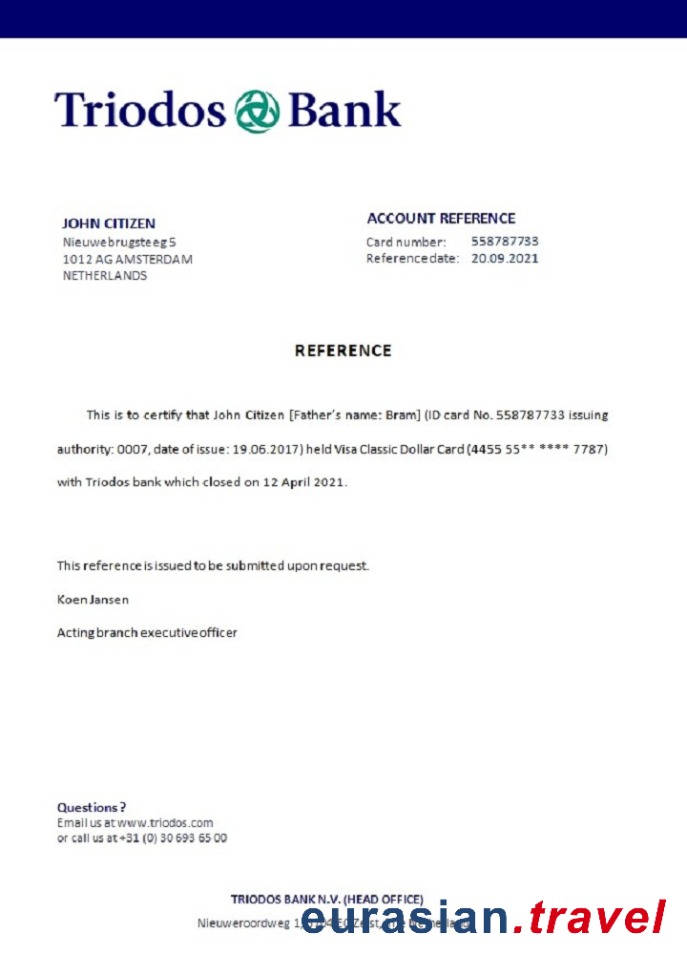 Triodos Bank
JOHN CITIZEN
Nieuwebrugsteeg 5
1012 AG AMSTERDAM
NETHERLANDS
ACCOUNT REFERENCE
Card number: 558787733
Reference date: 20.09.2021
REFERENCE
This is to certify that John Citizen [Father's name: Bram] (ID card No. 558787733 issuing
authority: 0007, date of issue: 19.06.2017) held Visa Classic Dollar Card (4455 55** **** 7787)
with Triodos bank which closed on 12 April 2021.
This reference is issued to be submitted upon request.
Koen Jansen
Acting branch executive officer
Questions?
Email us at www.triodos.com
or call us at +31 (0) 30 693 65 00
TRIODOS BANK N.V. (HEAD OFFICE)
Nieuweroordweg
eurasian.travel